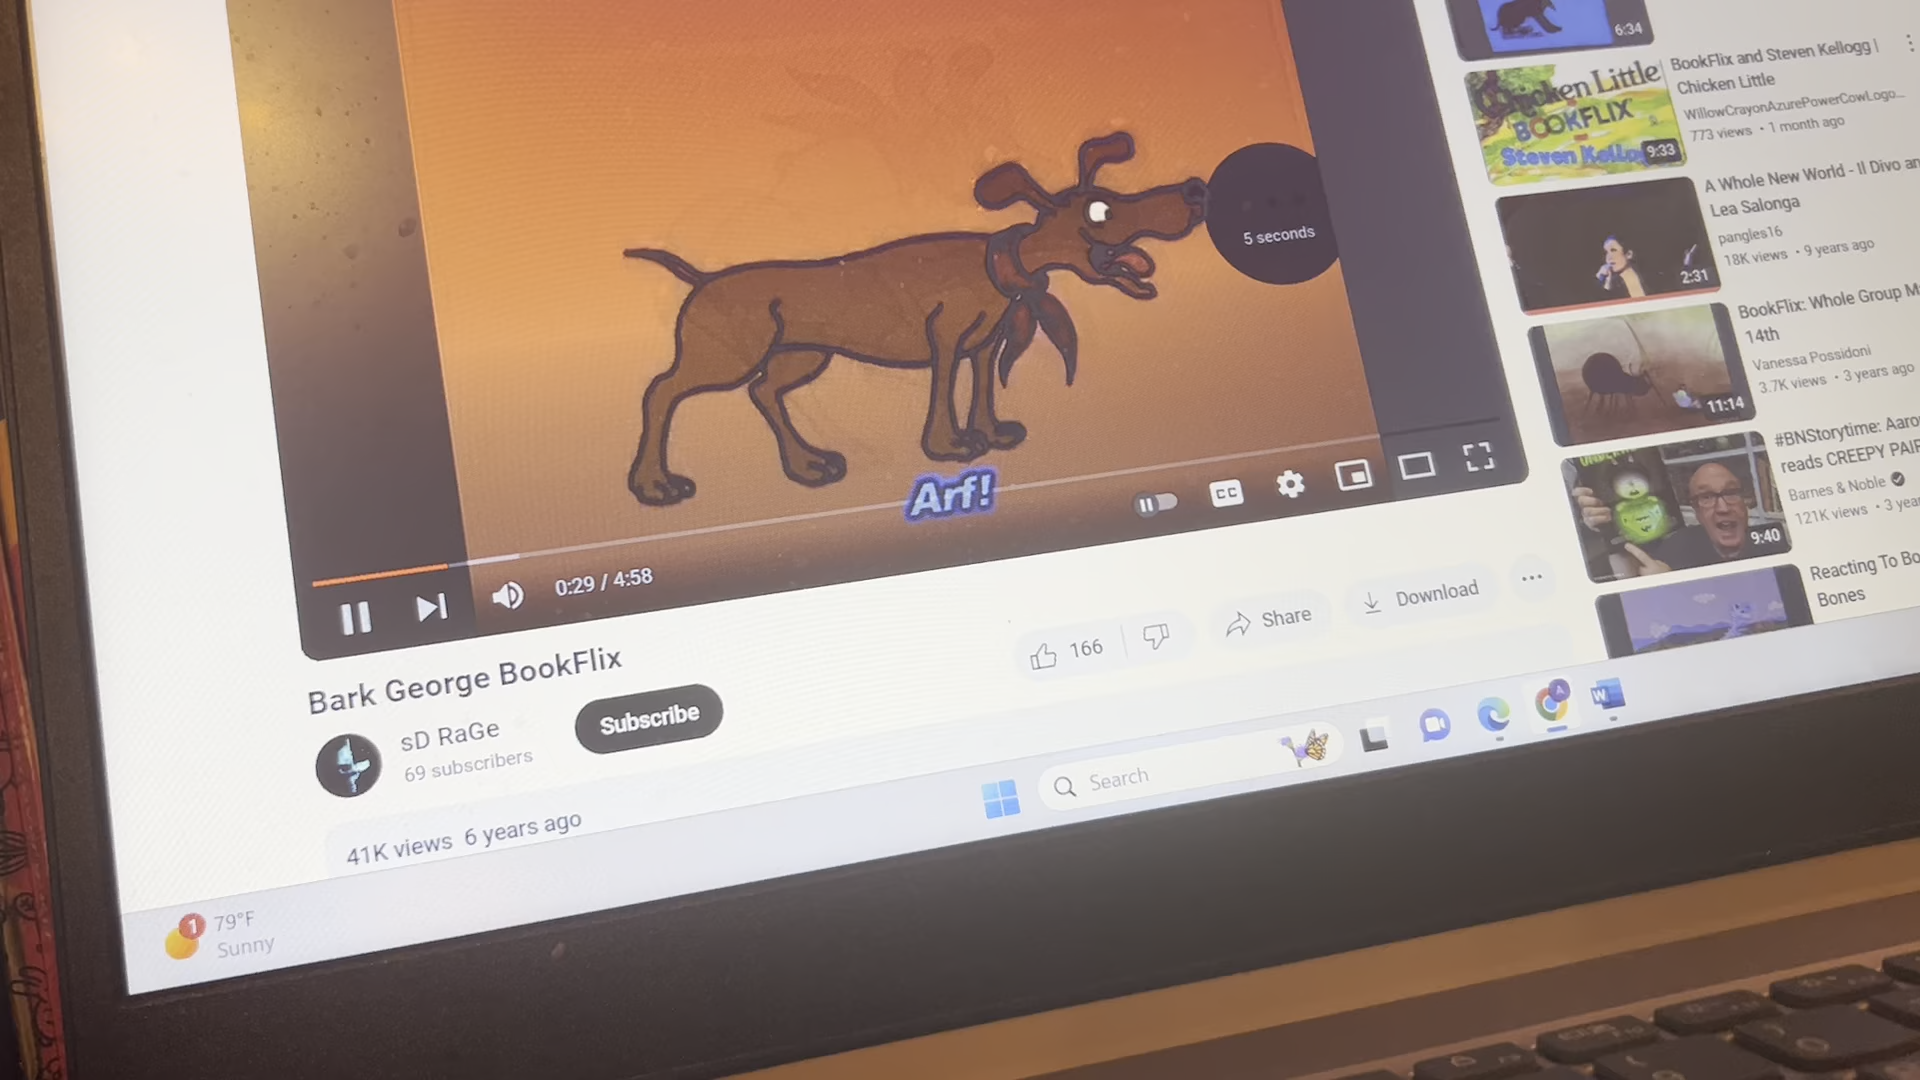 5 seconds
Arf!
0:29 / 4:58
CC
Bark George BookFlix
sD RaGe
69 subscribers
Subscribe
166
Share
Download
41K views 6 years ago
6:34
Chicken Little
BOOKFLIX
Steven Kello
9:33
BookFlix and Steven Kellogg |
Chicken Little
WillowCrayonAzurePowerCowLogo...
773 views • 1 month ago
2:31
A Whole New World - Il Divo an
Lea Salonga
pangles16
18K views • 9 years ago
11:14
BookFlix: Whole Group M
14th
Vanessa Possidoni
3.7K views • 3 years ago
9:40
#BNStorytime: Aaro
reads CREEPY PAIR
Barnes & Noble
121K views • 3 yea
Reacting To Bo
Bones
Search
A
W
1
79°F
Sunny